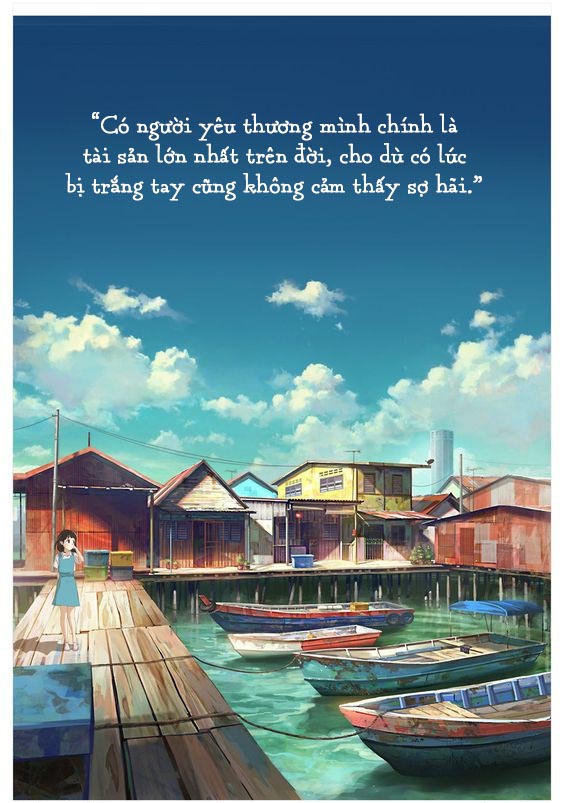 “Có người yêu thương mình chính là
tài sản lớn nhất trên đời, cho dù có lúc
bị trắng tay cũng không cảm thấy sợ hãi.”